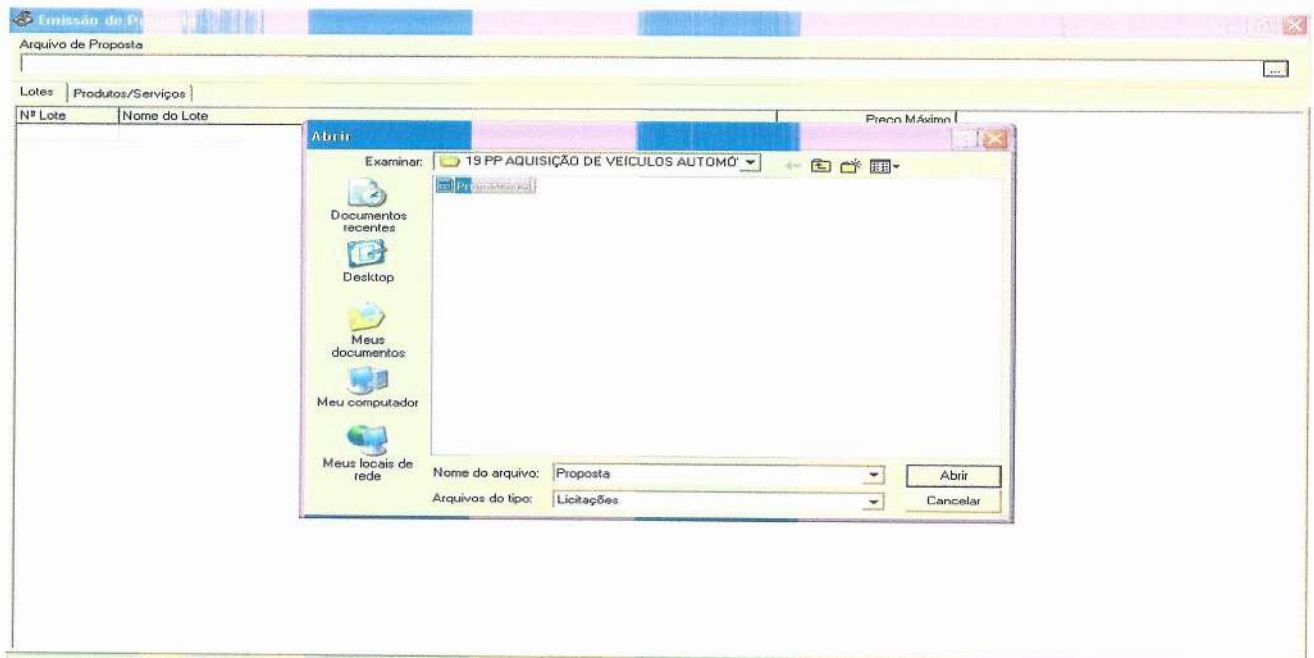 Emissão de
Arquivo de Proposta
...
Lotes Produtos/Serviços
Nº Lote Nome do Lote Preço Máximo
Abrir
Examinar: 19 PP AQUISIÇÃO DE VEÍCULOS AUTOMÓ
Documentos
recentes
Desktop
Meus
documentos
Meu computador
Meus locais de
rede
Nome do arquivo: Proposta Abrir
Arquivos do tipo: Licitações Cancelar